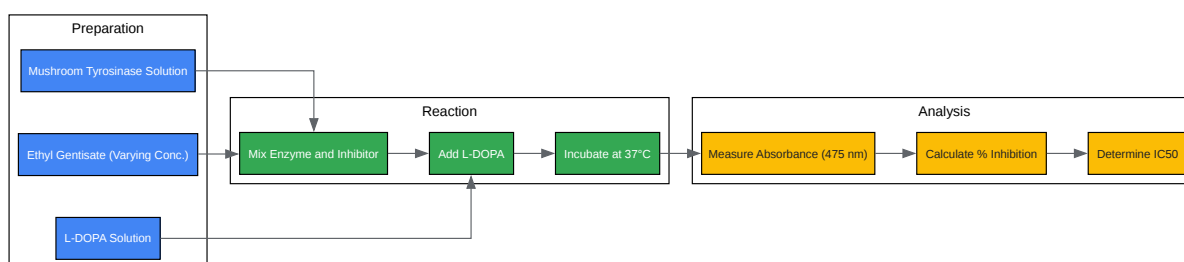 Preparation
Mushroom Tyrosinase Solution
Ethyl Gentisate (Varying Conc.)
L-DOPA Solution
Reaction
Mix Enzyme and Inhibitor
Add L-DOPA
Incubate at 37°C
Analysis
Measure Absorbance (475 nm)
Calculate % Inhibition
Determine IC50